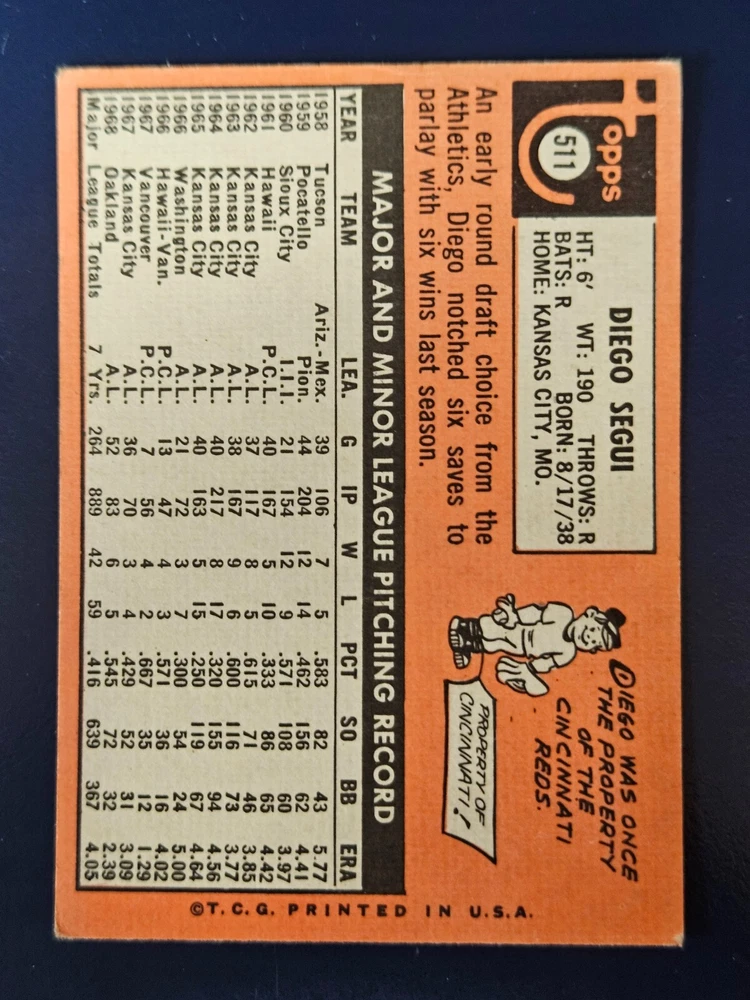 Topps
511
DIEGO SEGUI
HT: 6' WT: 190 THROWS: R
BATS: R BORN: 8/17/38
HOME: KANSAS CITY, MO.
An early round draft choice from the
Athletics, Diego notched six saves to
parlay with six wins last season.
DIEGO WAS ONCE
THE PROPERTY
OF THE
CINCINNATI
REDS.
PROPERTY OF
CINCINNATI!
MAJOR AND MINOR LEAGUE PITCHING RECORD
YEAR TEAM LEA. G IP W L PCT SO BB ERA
1958 Tucson Ariz.-Mex. 39 106 7 5 .583 82 43 5.77
1959 Pocatello Pion. 44 204 12 14 .462 156 62 4.41
1960 Sioux City I.I.I. 21 154 12 9 .571 108 60 3.97
1961 Hawaii P.C.L. 40 167 5 10 .333 86 65 4.42
1962 Kansas City A.L. 37 117 8 5 .615 71 46 3.85
1963 Kansas City A.L. 38 167 9 6 .600 116 73 3.77
1964 Kansas City A.L. 40 217 8 17 .320 155 94 4.56
1965 Kansas City A.L. 40 163 5 15 .250 119 67 4.64
1966 Washington A.L. 21 72 3 7 .300 54 24 5.00
1966 Hawaii-Van. P.C.L. 13 47 4 3 .571 36 16 4.02
1967 Vancouver P.C.L. 7 56 4 2 .667 35 12 1.29
1967 Kansas City A.L. 36 70 3 4 .429 52 31 3.09
1968 Oakland A.L. 52 83 6 5 .545 72 32 2.39
Major League Totals 7 Yrs. 264 889 42 59 .416 639 367 4.05
©T.C.G. PRINTED IN U.S.A.